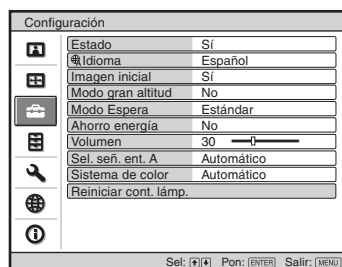 Configuración
Estado Sí
Idioma Español
Imagen inicial Sí
Modo gran altitud No
Modo Espera Estándar
Ahorro energía No
Volumen 30
Sel. señ. ent. A Automático
Sistema de color Automático
Reiniciar cont. lámp.
Sel: Pon: ENTER Salir: MENU